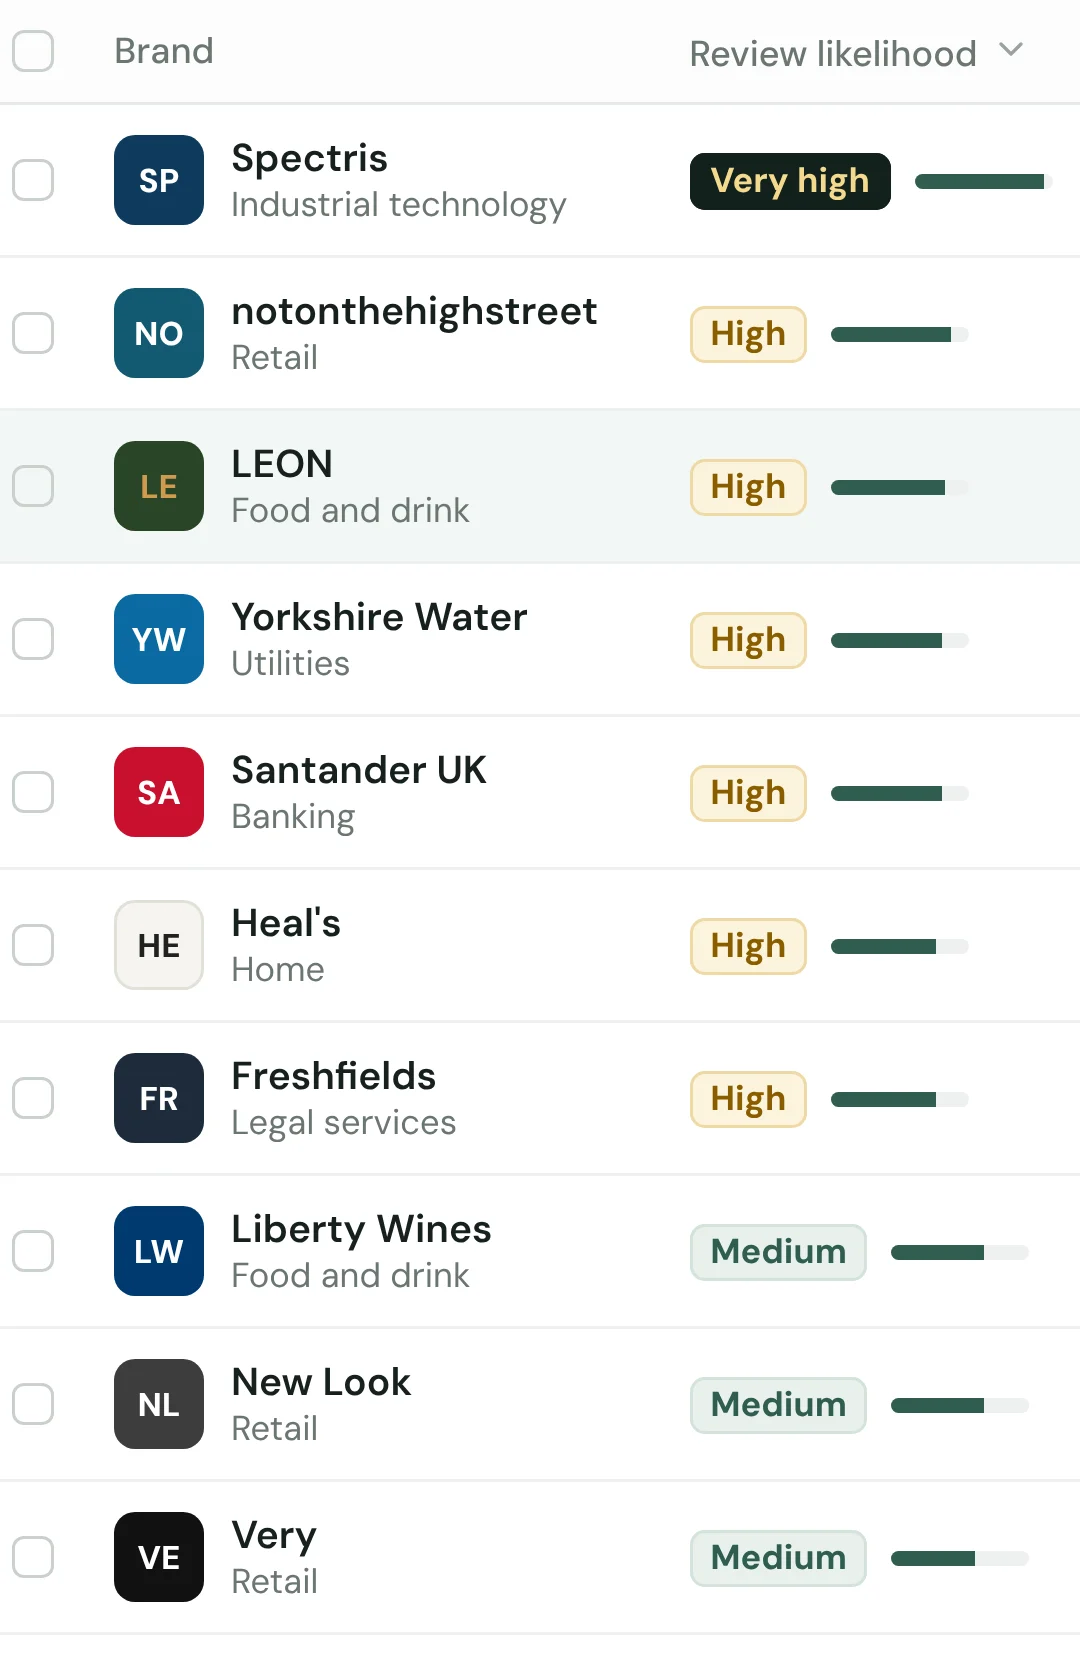 Brand
Review likelihood
SP
Spectris
Industrial technology
Very high
NO
notonthehighstreet
Retail
High
LE
LEON
Food and drink
High
YW
Yorkshire Water
Utilities
High
SA
Santander UK
Banking
High
HE
Heal's
Home
High
FR
Freshfields
Legal services
High
LW
Liberty Wines
Food and drink
Medium
NL
New Look
Retail
Medium
VE
Very
Retail
Medium